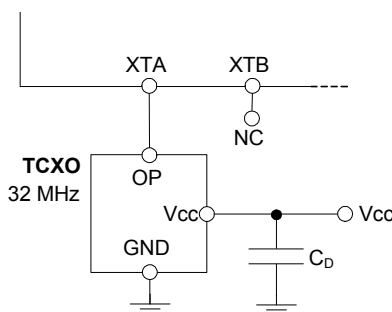 XTA XTB
NC
TCXO
32 MHz
OP
Vcc
Vcc
GND
CD